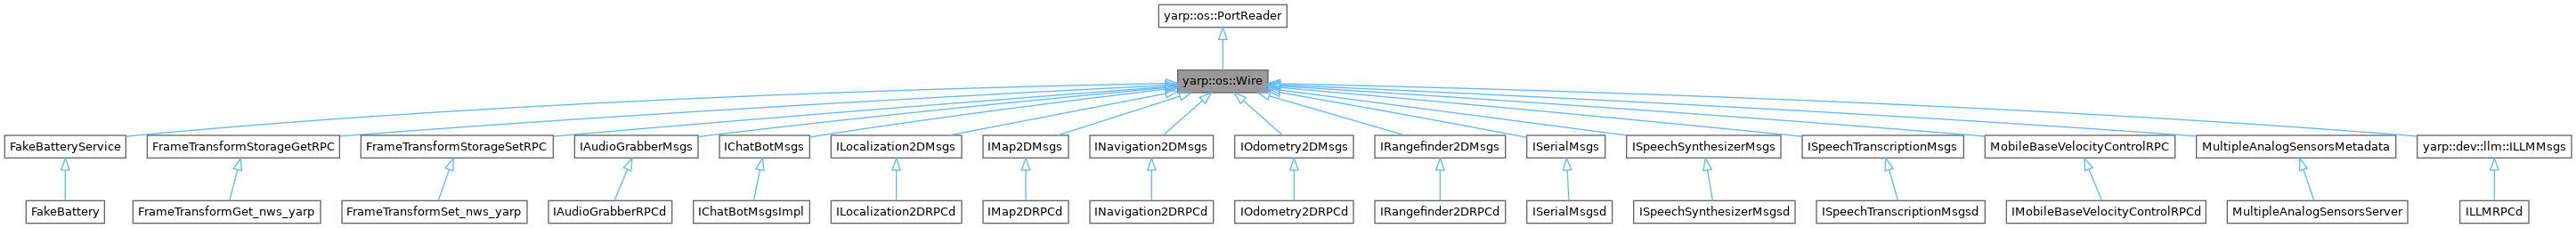 yarp::os::PortReader
yarp::os::Wire
FakeBatteryService
FrameTransformStorageGetRPC
FrameTransformStorageSetRPC
IAudioGrabberMsgs
IChatBotMsgs
ILocalization2DMsgs
IMap2DMsgs
INavigation2DMsgs
IOdometry2DMsgs
IRangefinder2DMsgs
ISerialMsgs
ISpeechSynthesizerMsgs
ISpeechTranscriptionMsgs
MobileBaseVelocityControlRPC
MultipleAnalogSensorsMetadata
yarp::dev::llm::ILLMMsgs
FakeBattery
FrameTransformGet_nws_yarp
FrameTransformSet_nws_yarp
IAudioGrabberRPCd
IChatBotMsgsImpl
ILocalization2DRPCd
IMap2DRPCd
INavigation2DRPCd
IOdometry2DRPCd
IRangefinder2DRPCd
ISerialMsgsd
ISpeechSynthesizerMsgsd
ISpeechTranscriptionMsgsd
IMobileBaseVelocityControlRPCd
MultipleAnalogSensorsServer
ILLMRPCd